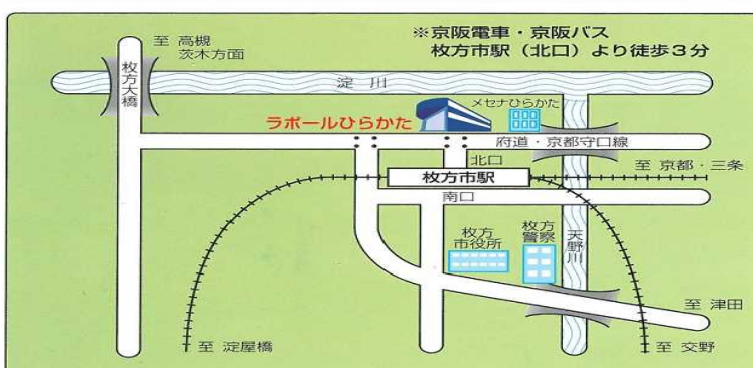 ※京阪電車・京阪バス
枚方市駅（北口）より徒歩３分
至 高槻
茨木方面
枚方大橋
淀川
メセナひらかた
ラポールひらかた
府道・京都守口線
北口
至 京都・三条
枚方市駅
南口
枚方
市役所
枚方
警察
天野川
至 津田
至 淀屋橋
至 交野